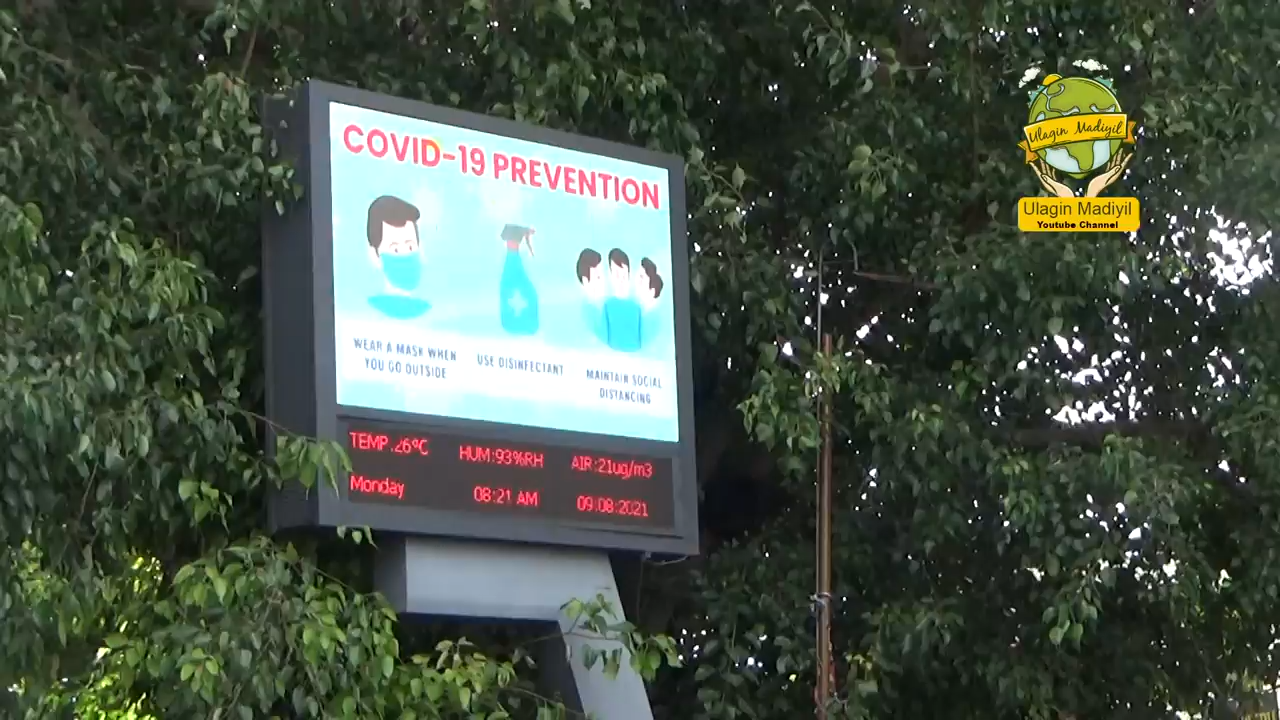 COVID-19 PREVENTION
WEAR A MASK WHEN
YOU GO OUTSIDE
USE DISINFECTANT
MAINTAIN SOCIAL
DISTANCING
TEMP:26°C HUM:93%RH AIR:21ug/m3
Monday 08:21 AM 09:08:2021
Ulagin Madiyil
Ulagin Madiyil
Youtube Channel